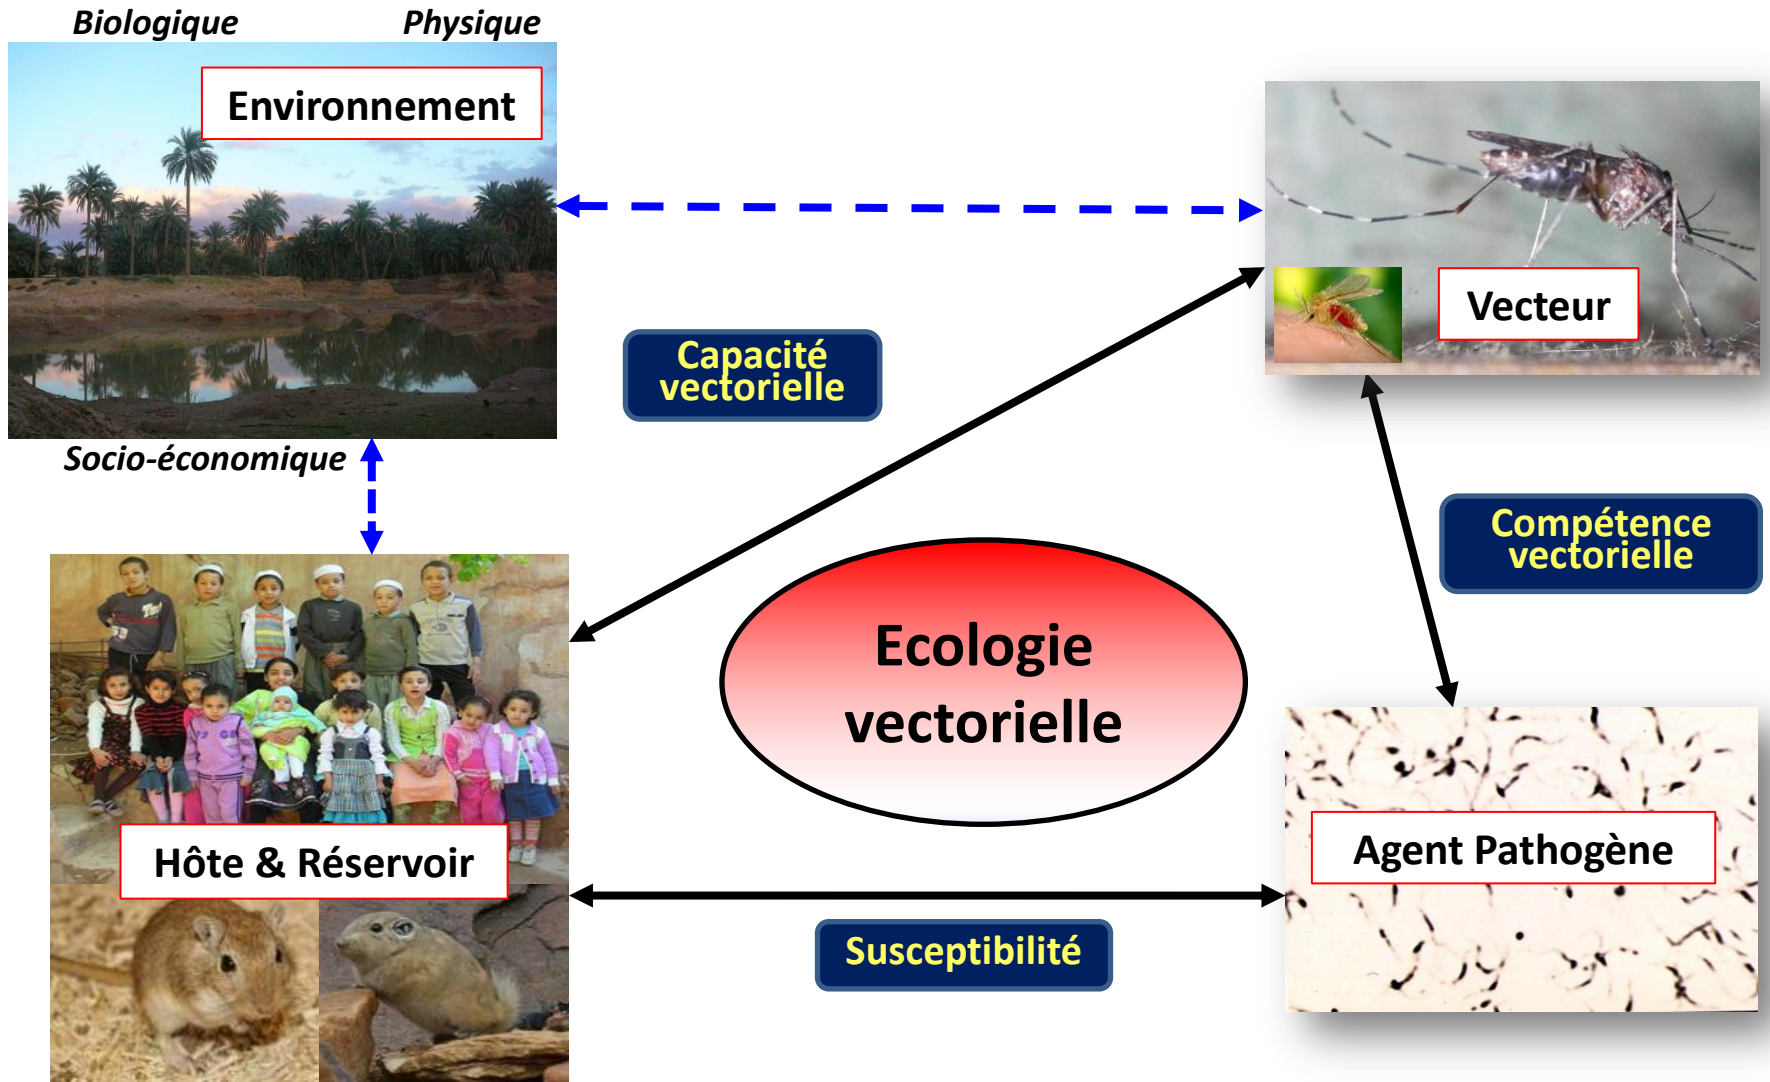 Biologique Physique
Environnement
Vecteur
Capacité
vectorielle
Socio-économique
Compétence
vectorielle
Ecologie
vectorielle
Hôte & Réservoir
Agent Pathogène
Susceptibilité